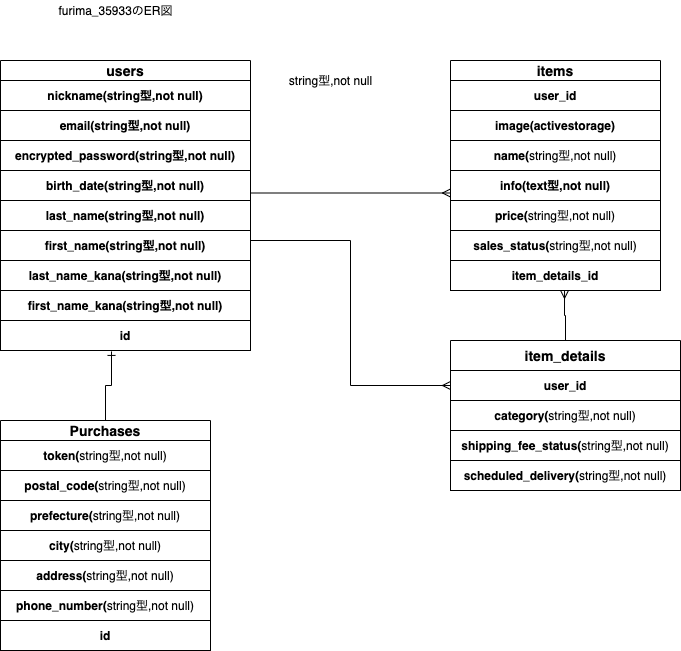 furima_35933のER図
users
nickname(string型,not null)
email(string型,not null)
encrypted_password(string型,not null)
birth_date(string型,not null)
last_name(string型,not null)
first_name(string型,not null)
last_name_kana(string型,not null)
first_name_kana(string型,not null)
id
string型,not null
items
user_id
image(activestorage)
name(string型,not null)
info(text型,not null)
price(string型,not null)
sales_status(string型,not null)
item_details_id
item_details
user_id
category(string型,not null)
shipping_fee_status(string型,not null)
scheduled_delivery(string型,not null)
Purchases
token(string型,not null)
postal_code(string型,not null)
prefecture(string型,not null)
city(string型,not null)
address(string型,not null)
phone_number(string型,not null)
id